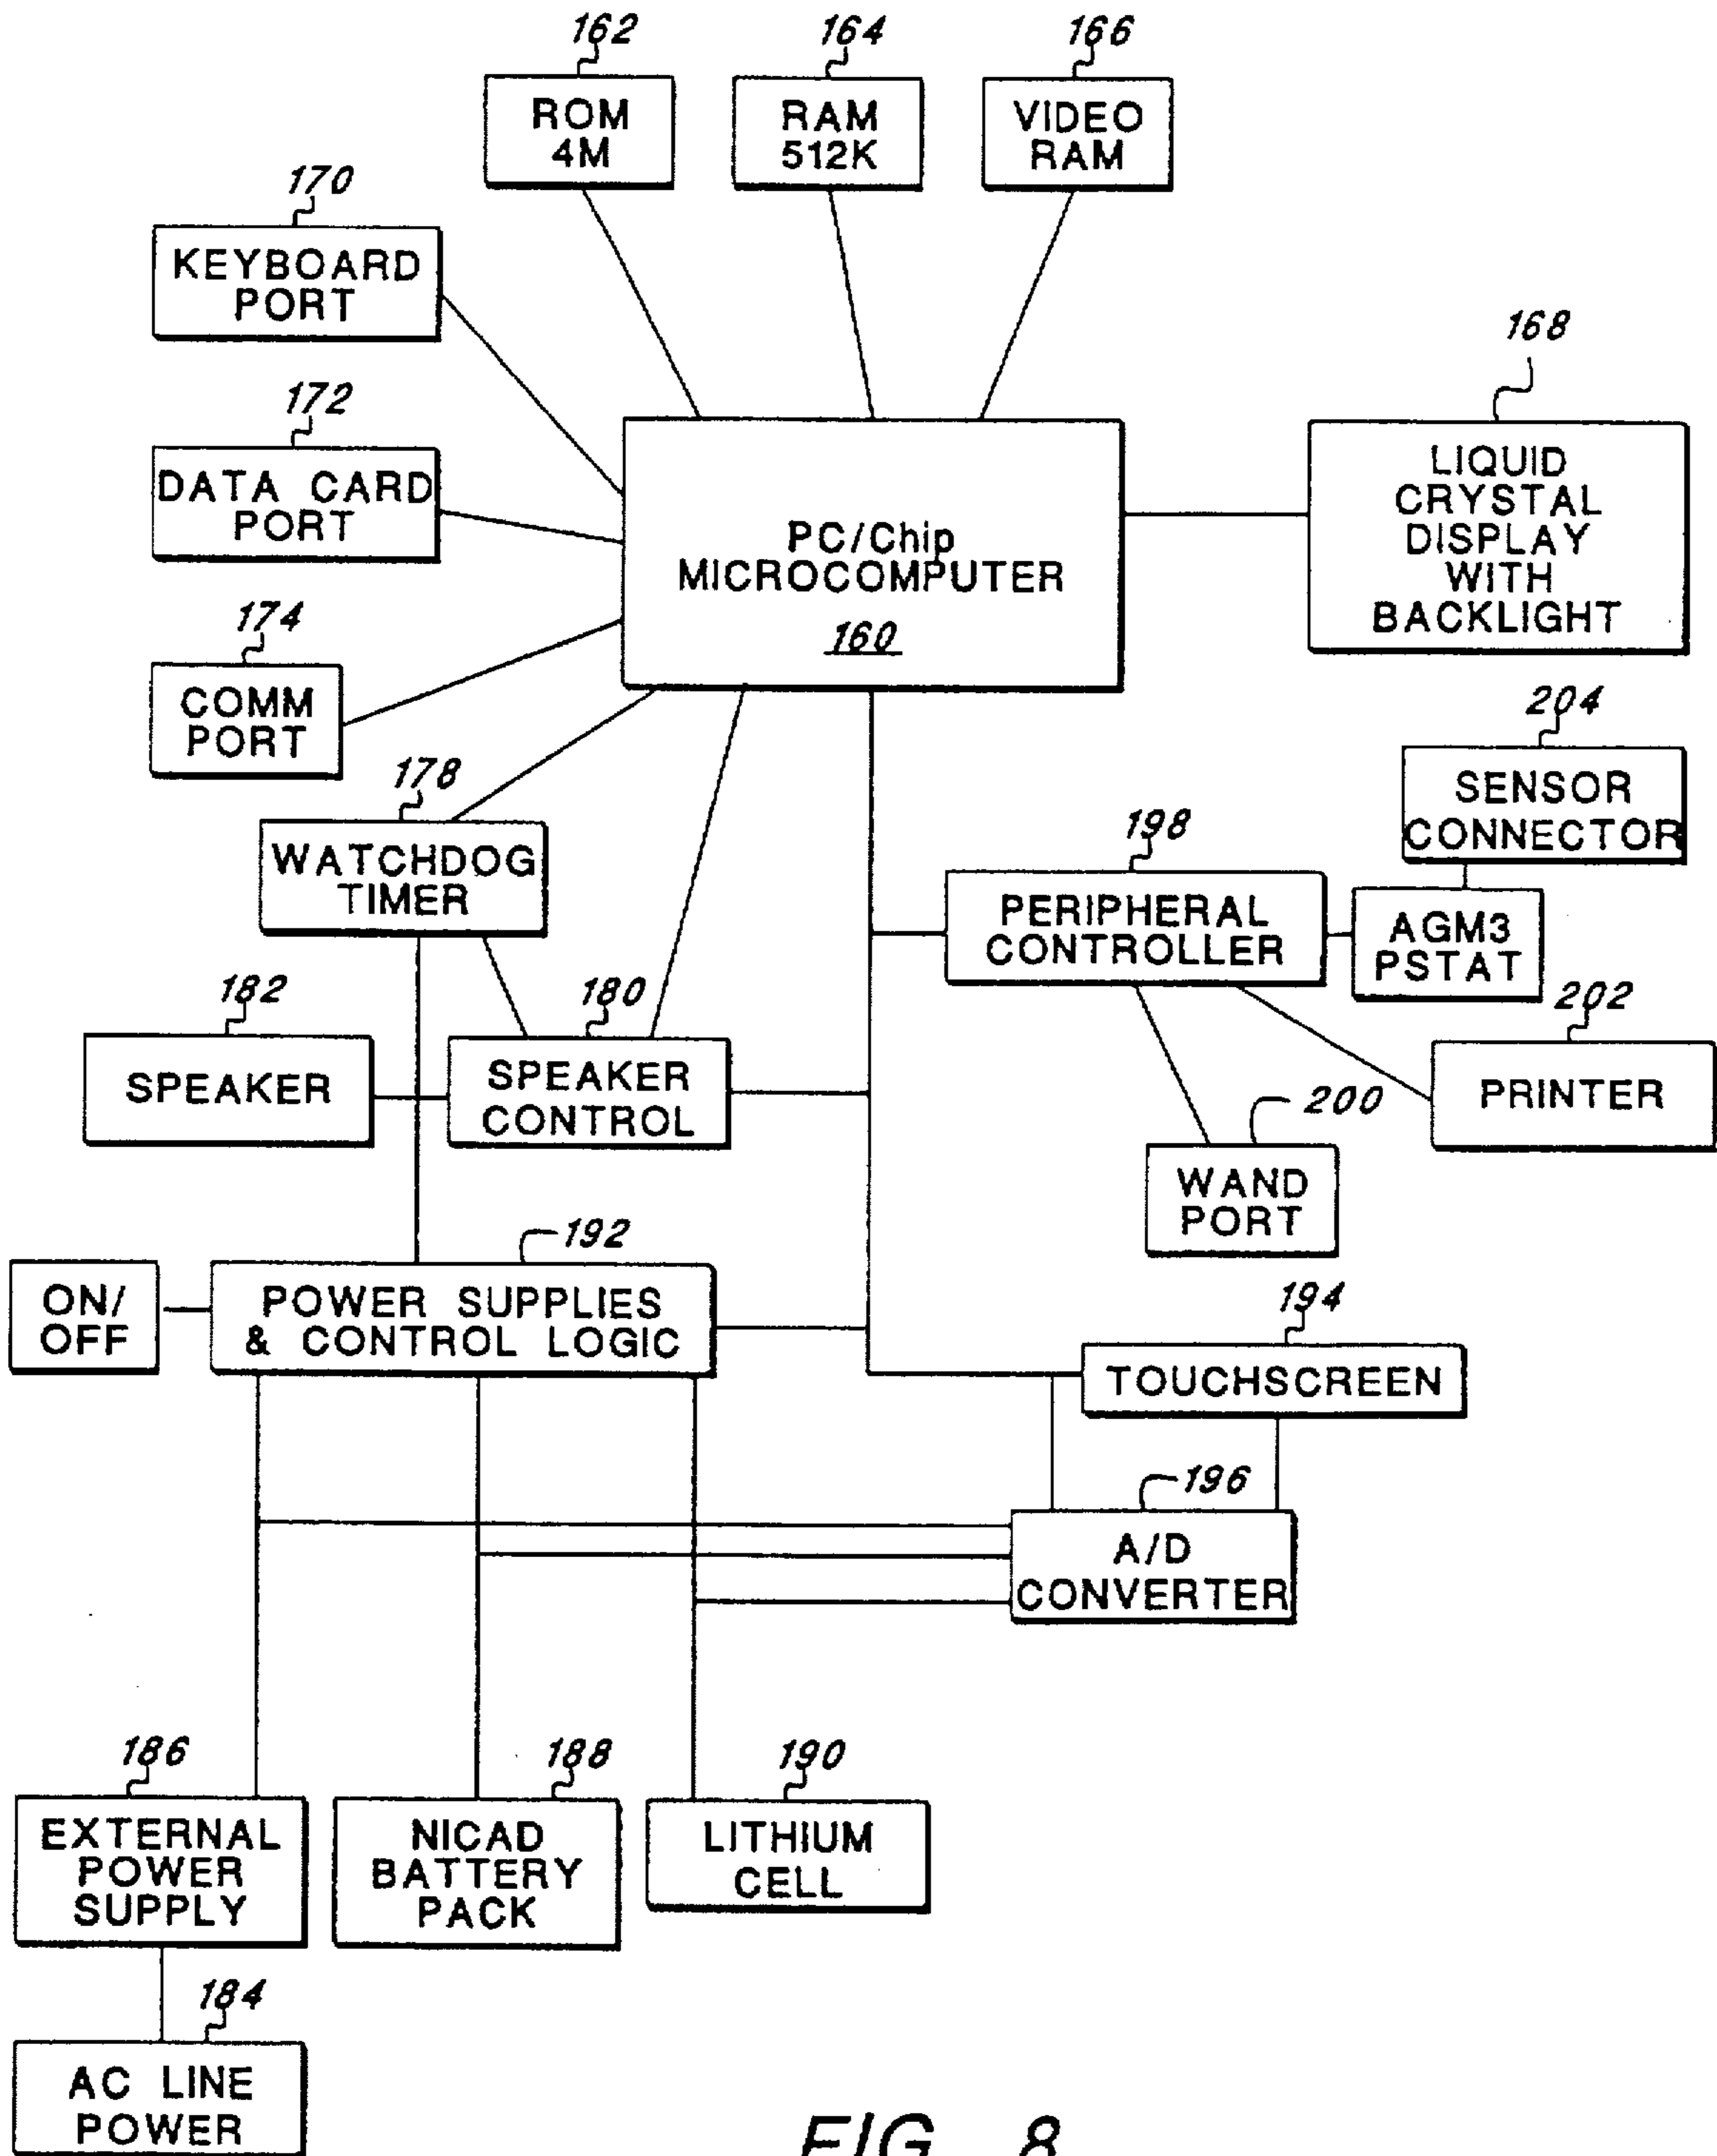 162
164
166
ROM
4M
RAM
512K
VIDEO
RAM
170
KEYBOARD
PORT
168
172
DATA CARD
PORT
LIQUID
CRYSTAL
DISPLAY
WITH
BACKLIGHT
PC/Chip
MICROCOMPUTER
160
174
COMM
PORT
204
SENSOR
CONNECTOR
178
WATCHDOG
TIMER
198
PERIPHERAL
CONTROLLER
AGM3
PSTAT
182
SPEAKER
180
SPEAKER
CONTROL
202
PRINTER
200
WAND
PORT
192
ON/
OFF
POWER SUPPLIES
& CONTROL LOGIC
194
TOUCHSCREEN
196
A/D
CONVERTER
186
EXTERNAL
POWER
SUPPLY
188
NICAD
BATTERY
PACK
190
LITHIUM
CELL
184
AC LINE
POWER
FIG. 8